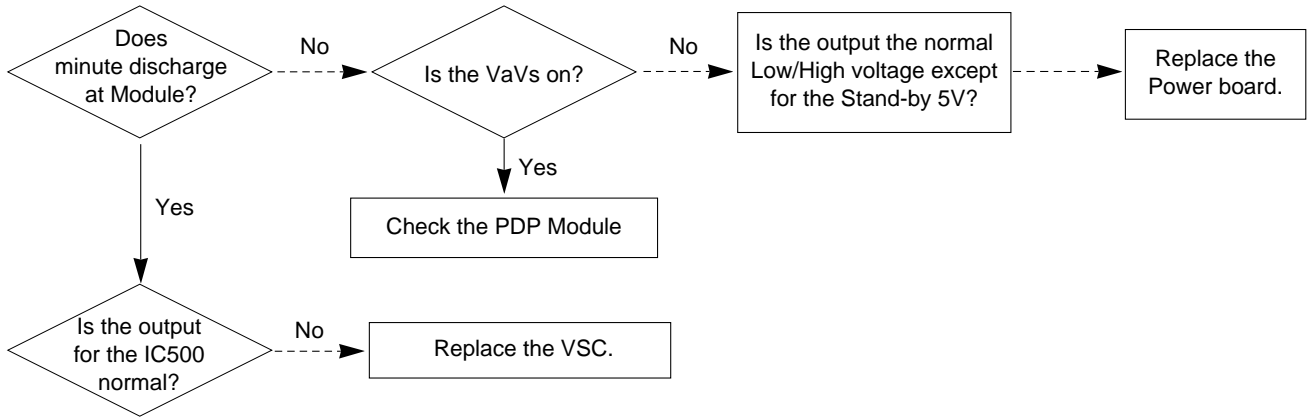 Does
minute discharge
at Module?
No
Is the VaVs on?
No
Is the output the normal
Low/High voltage except
for the Stand-by 5V?
Replace the
Power board.
Yes
Check the PDP Module
Yes
Is the output
for the IC500
normal?
No
Replace the VSC.